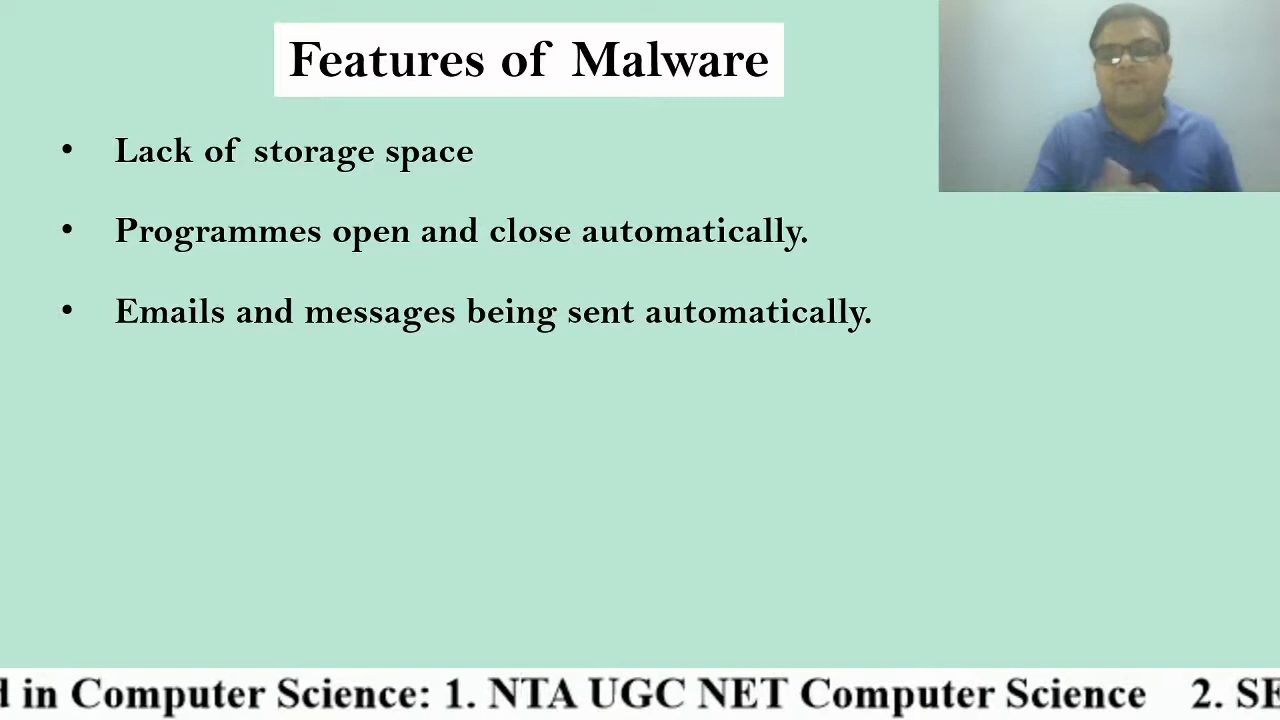 Features of Malware
• Lack of storage space
• Programmes open and close automatically.
• Emails and messages being sent automatically.
in Computer Science: 1. NTA UGC NET Computer Science 2.